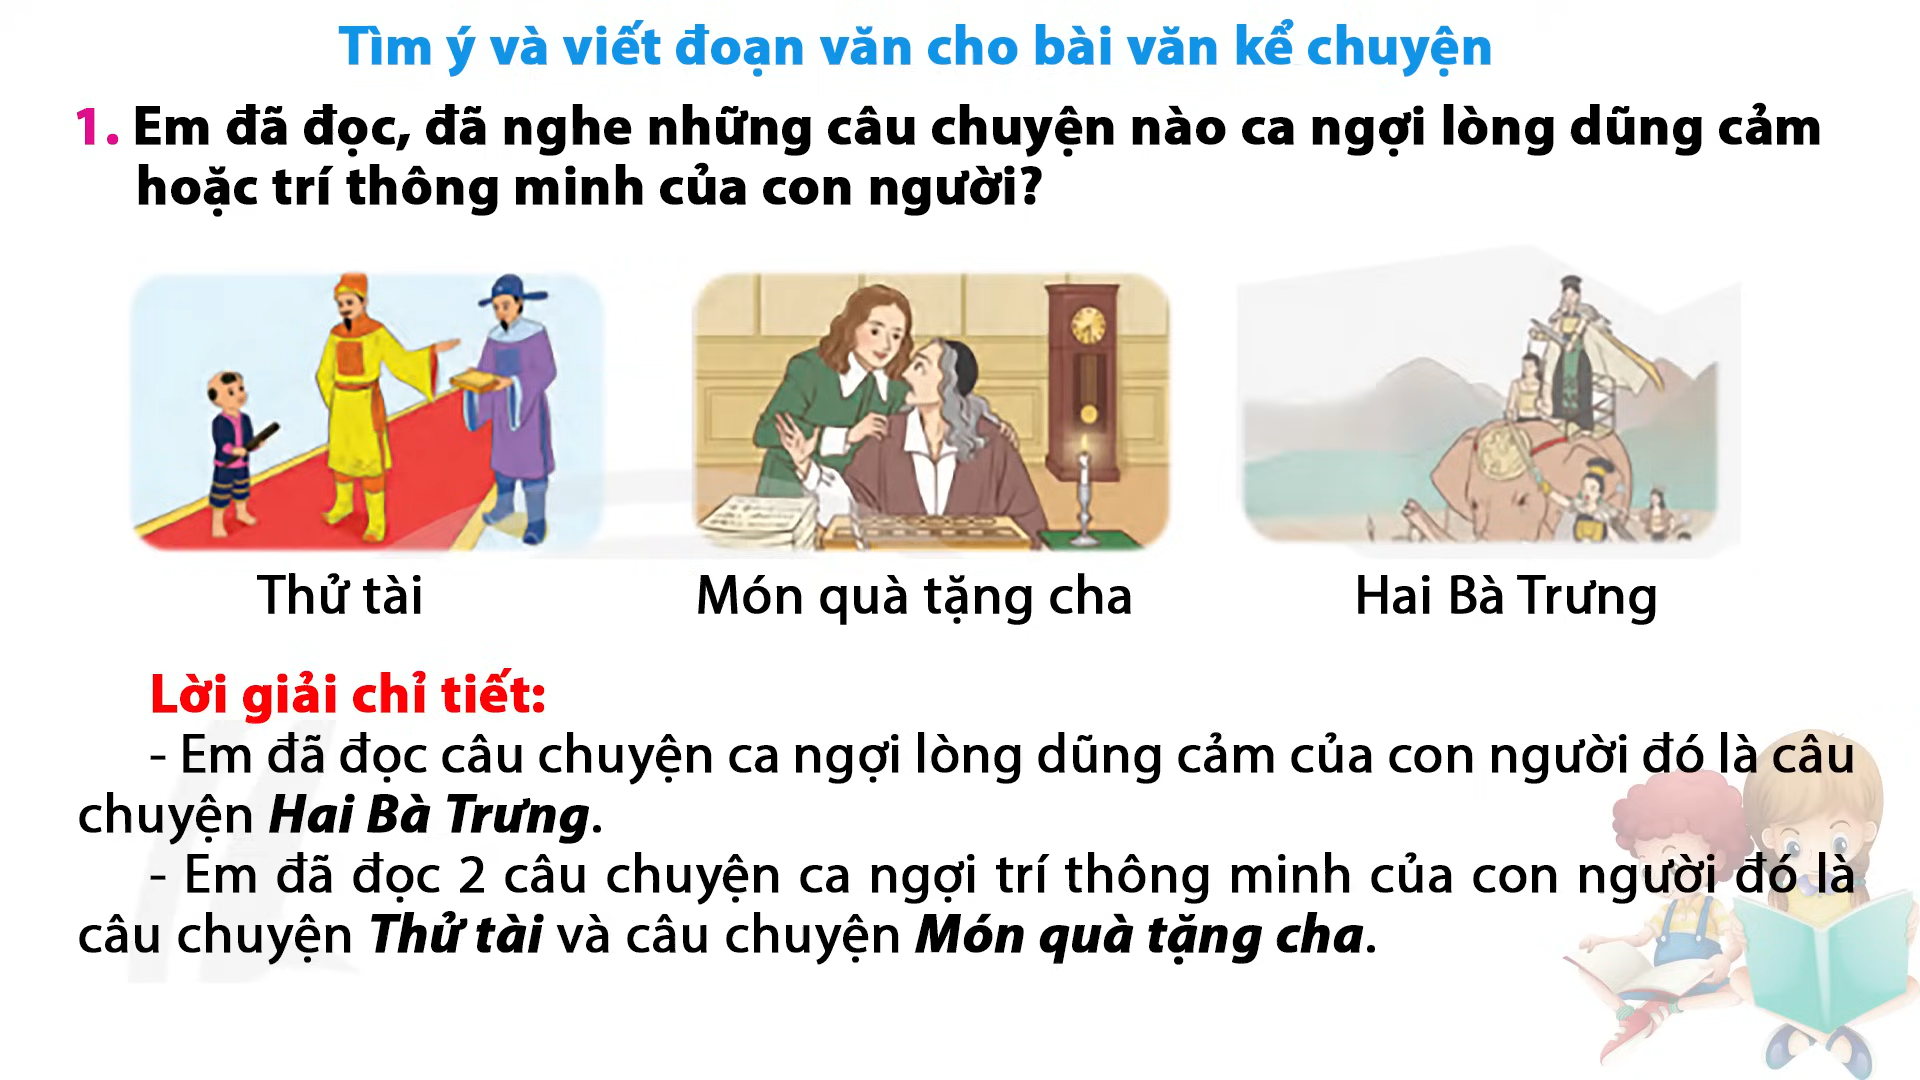 Tìm ý và viết đoạn văn cho bài văn kể chuyện
1. Em đã đọc, đã nghe những câu chuyện nào ca ngợi lòng dũng cảm
hoặc trí thông minh của con người?
Thử tài
Món quà tặng cha
Hai Bà Trưng
Lời giải chỉ tiết:
- Em đã đọc câu chuyện ca ngợi lòng dũng cảm của con người đó là câu
chuyện Hai Bà Trưng.
- Em đã đọc 2 câu chuyện ca ngợi trí thông minh của con người đó là
câu chuyện Thử tài và câu chuyện Món quà tặng cha.